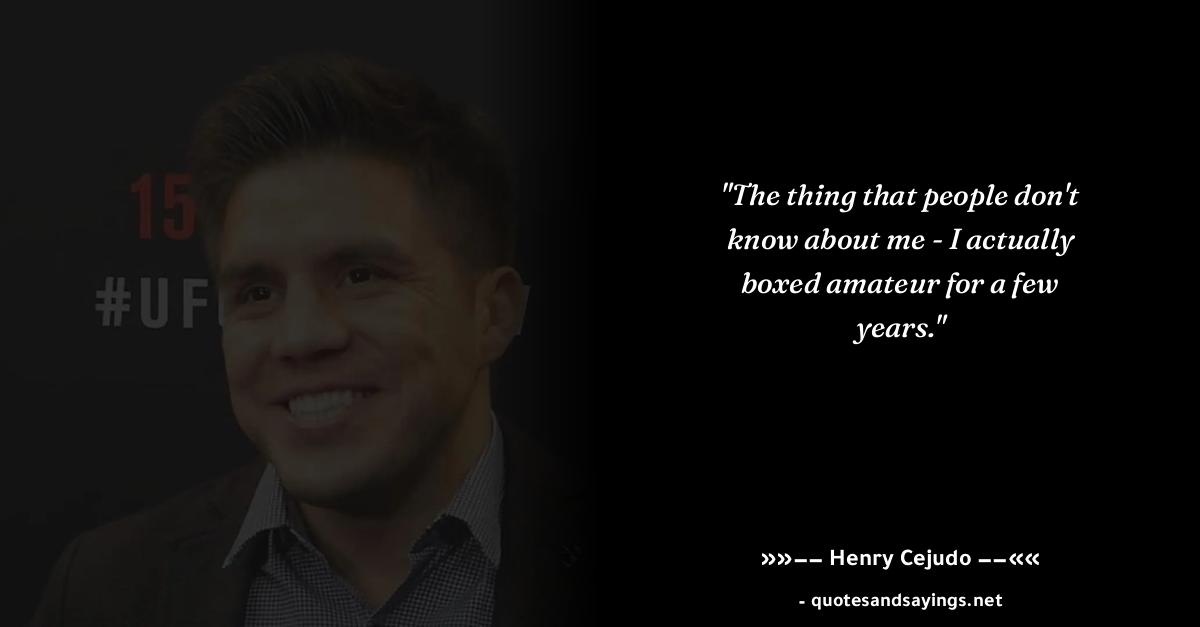 15
#UF
"The thing that people don't
know about me - I actually
boxed amateur for a few
years."
»»−− Henry Cejudo −−««
- quotesandsayings.net